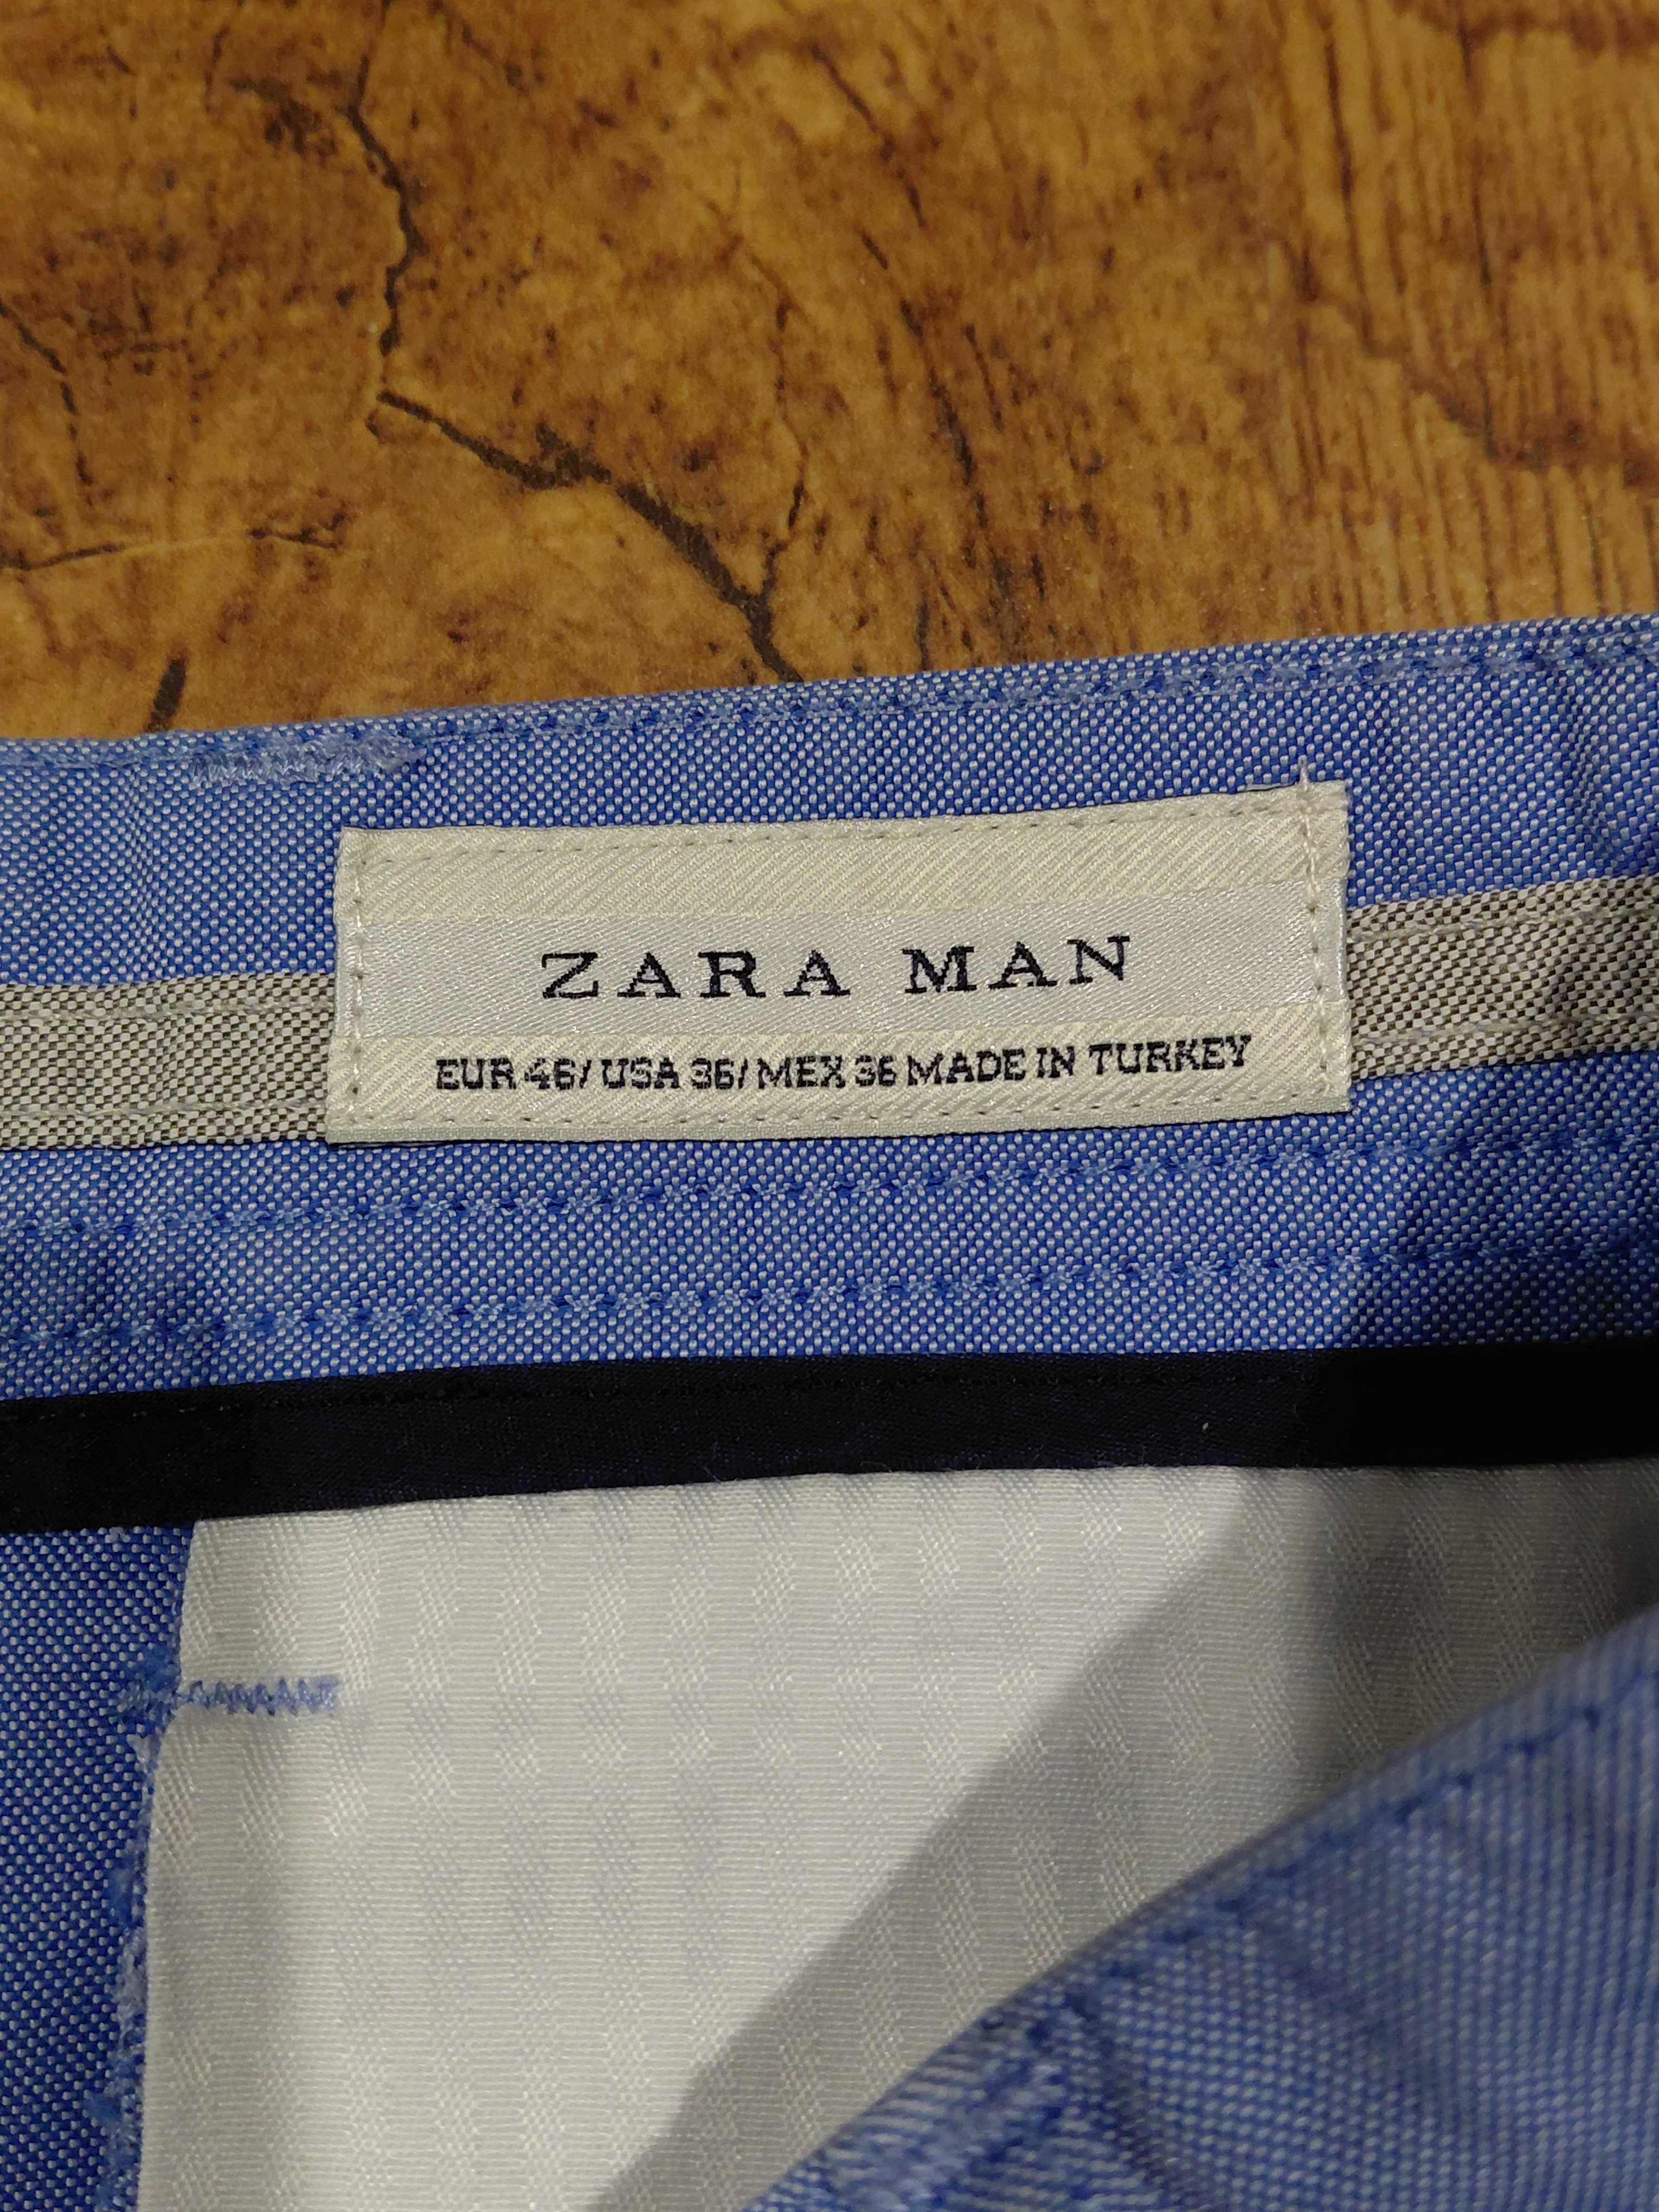 ZARA MAN
EUR 46/ USA 36/ MEX 36 MADE IN TURKEY